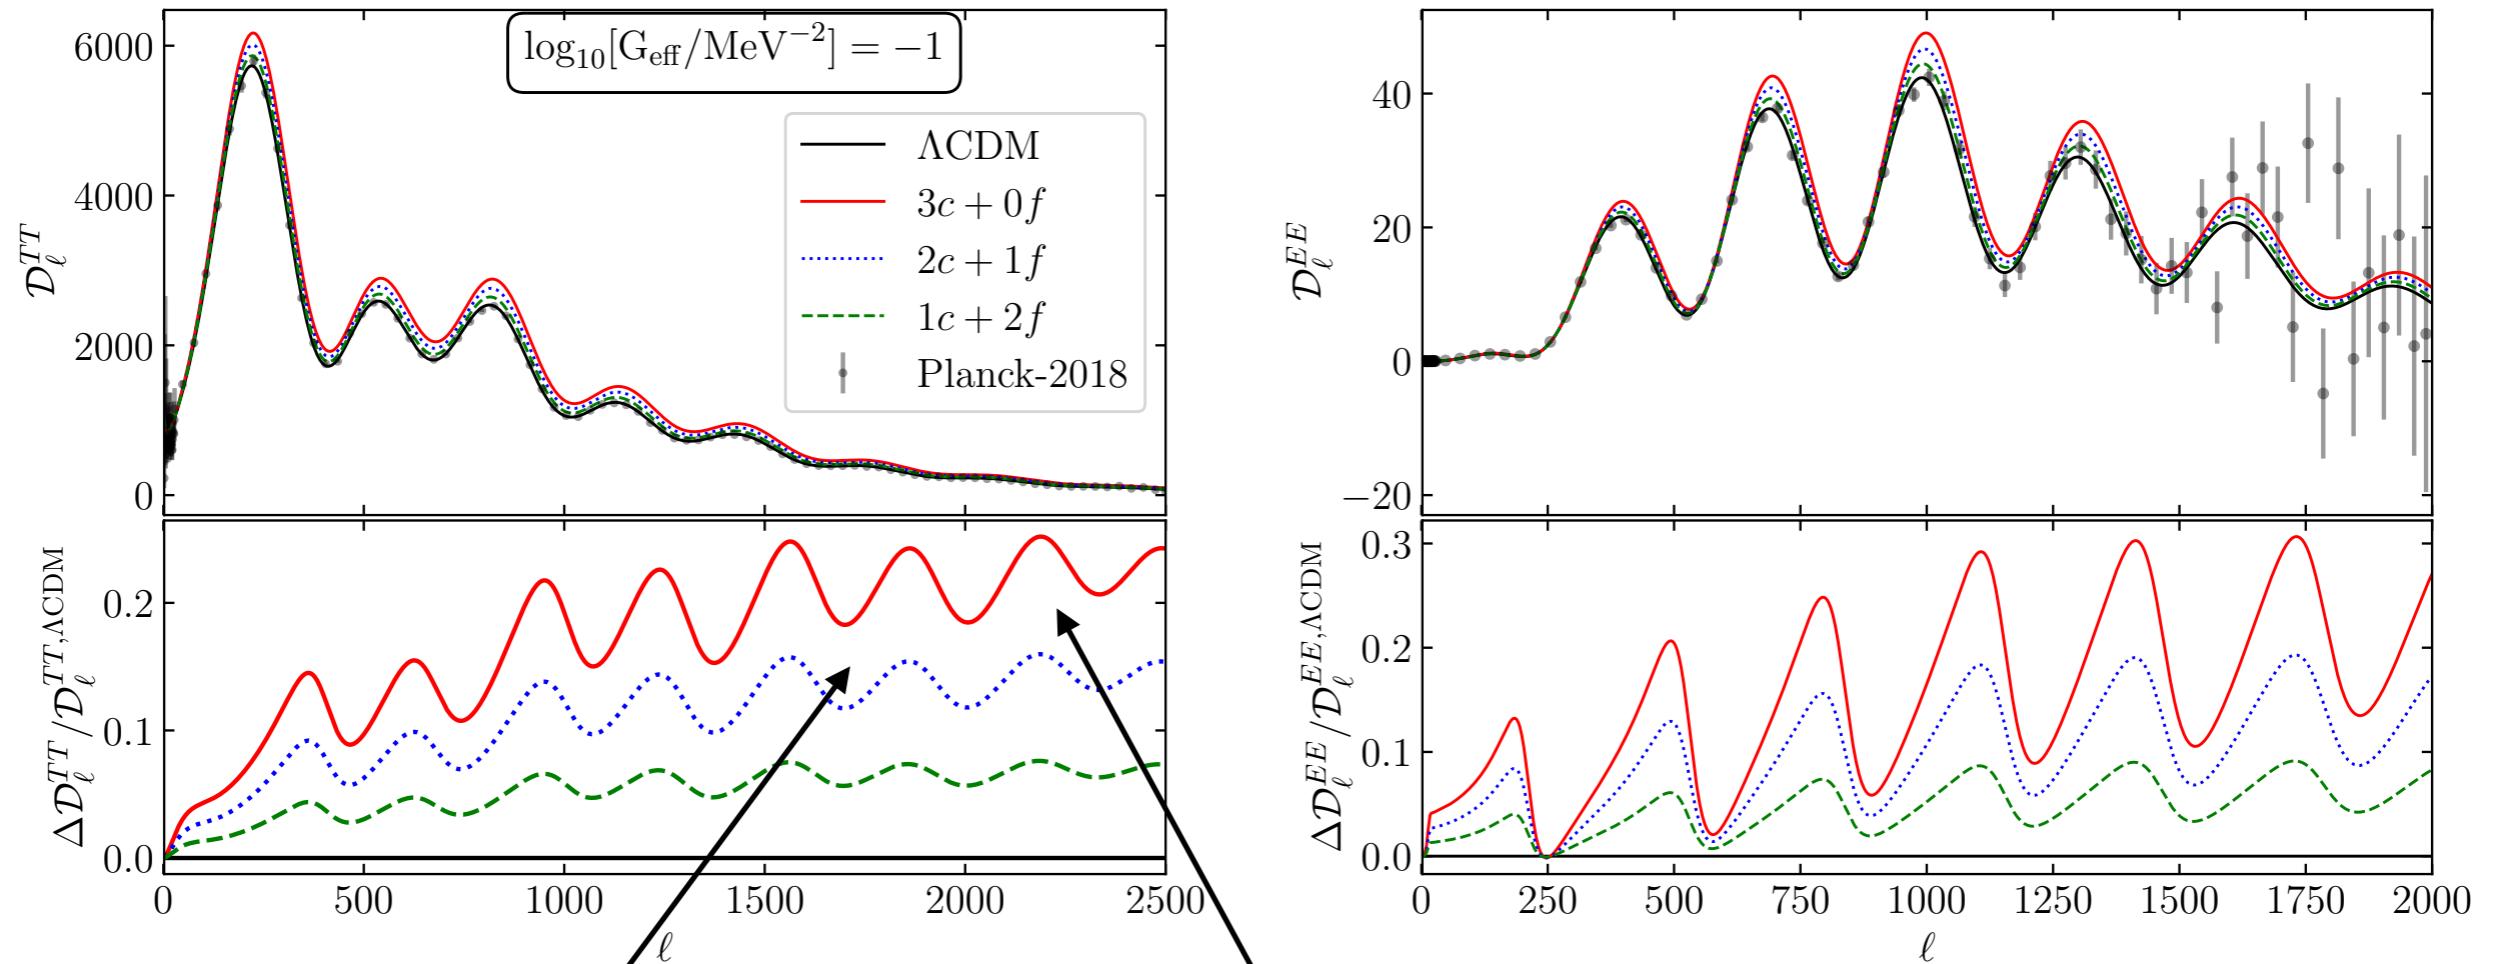 log₁₀[G_eff/MeV⁻²] = −1
ΛCDM
3c + 0f
2c + 1f
1c + 2f
Planck-2018
6000
4000
2000
0
𝒟_ℓ^{TT}
0.2
0.1
0.0
Δ𝒟_ℓ^{TT}/𝒟_ℓ^{TT,ΛCDM}
0 500 1000 1500 2000 2500
ℓ
40
20
0
−20
𝒟_ℓ^{EE}
0.3
0.2
0.1
0.0
Δ𝒟_ℓ^{EE}/𝒟_ℓ^{EE,ΛCDM}
0 250 500 750 1000 1250 1500 1750 2000
ℓ